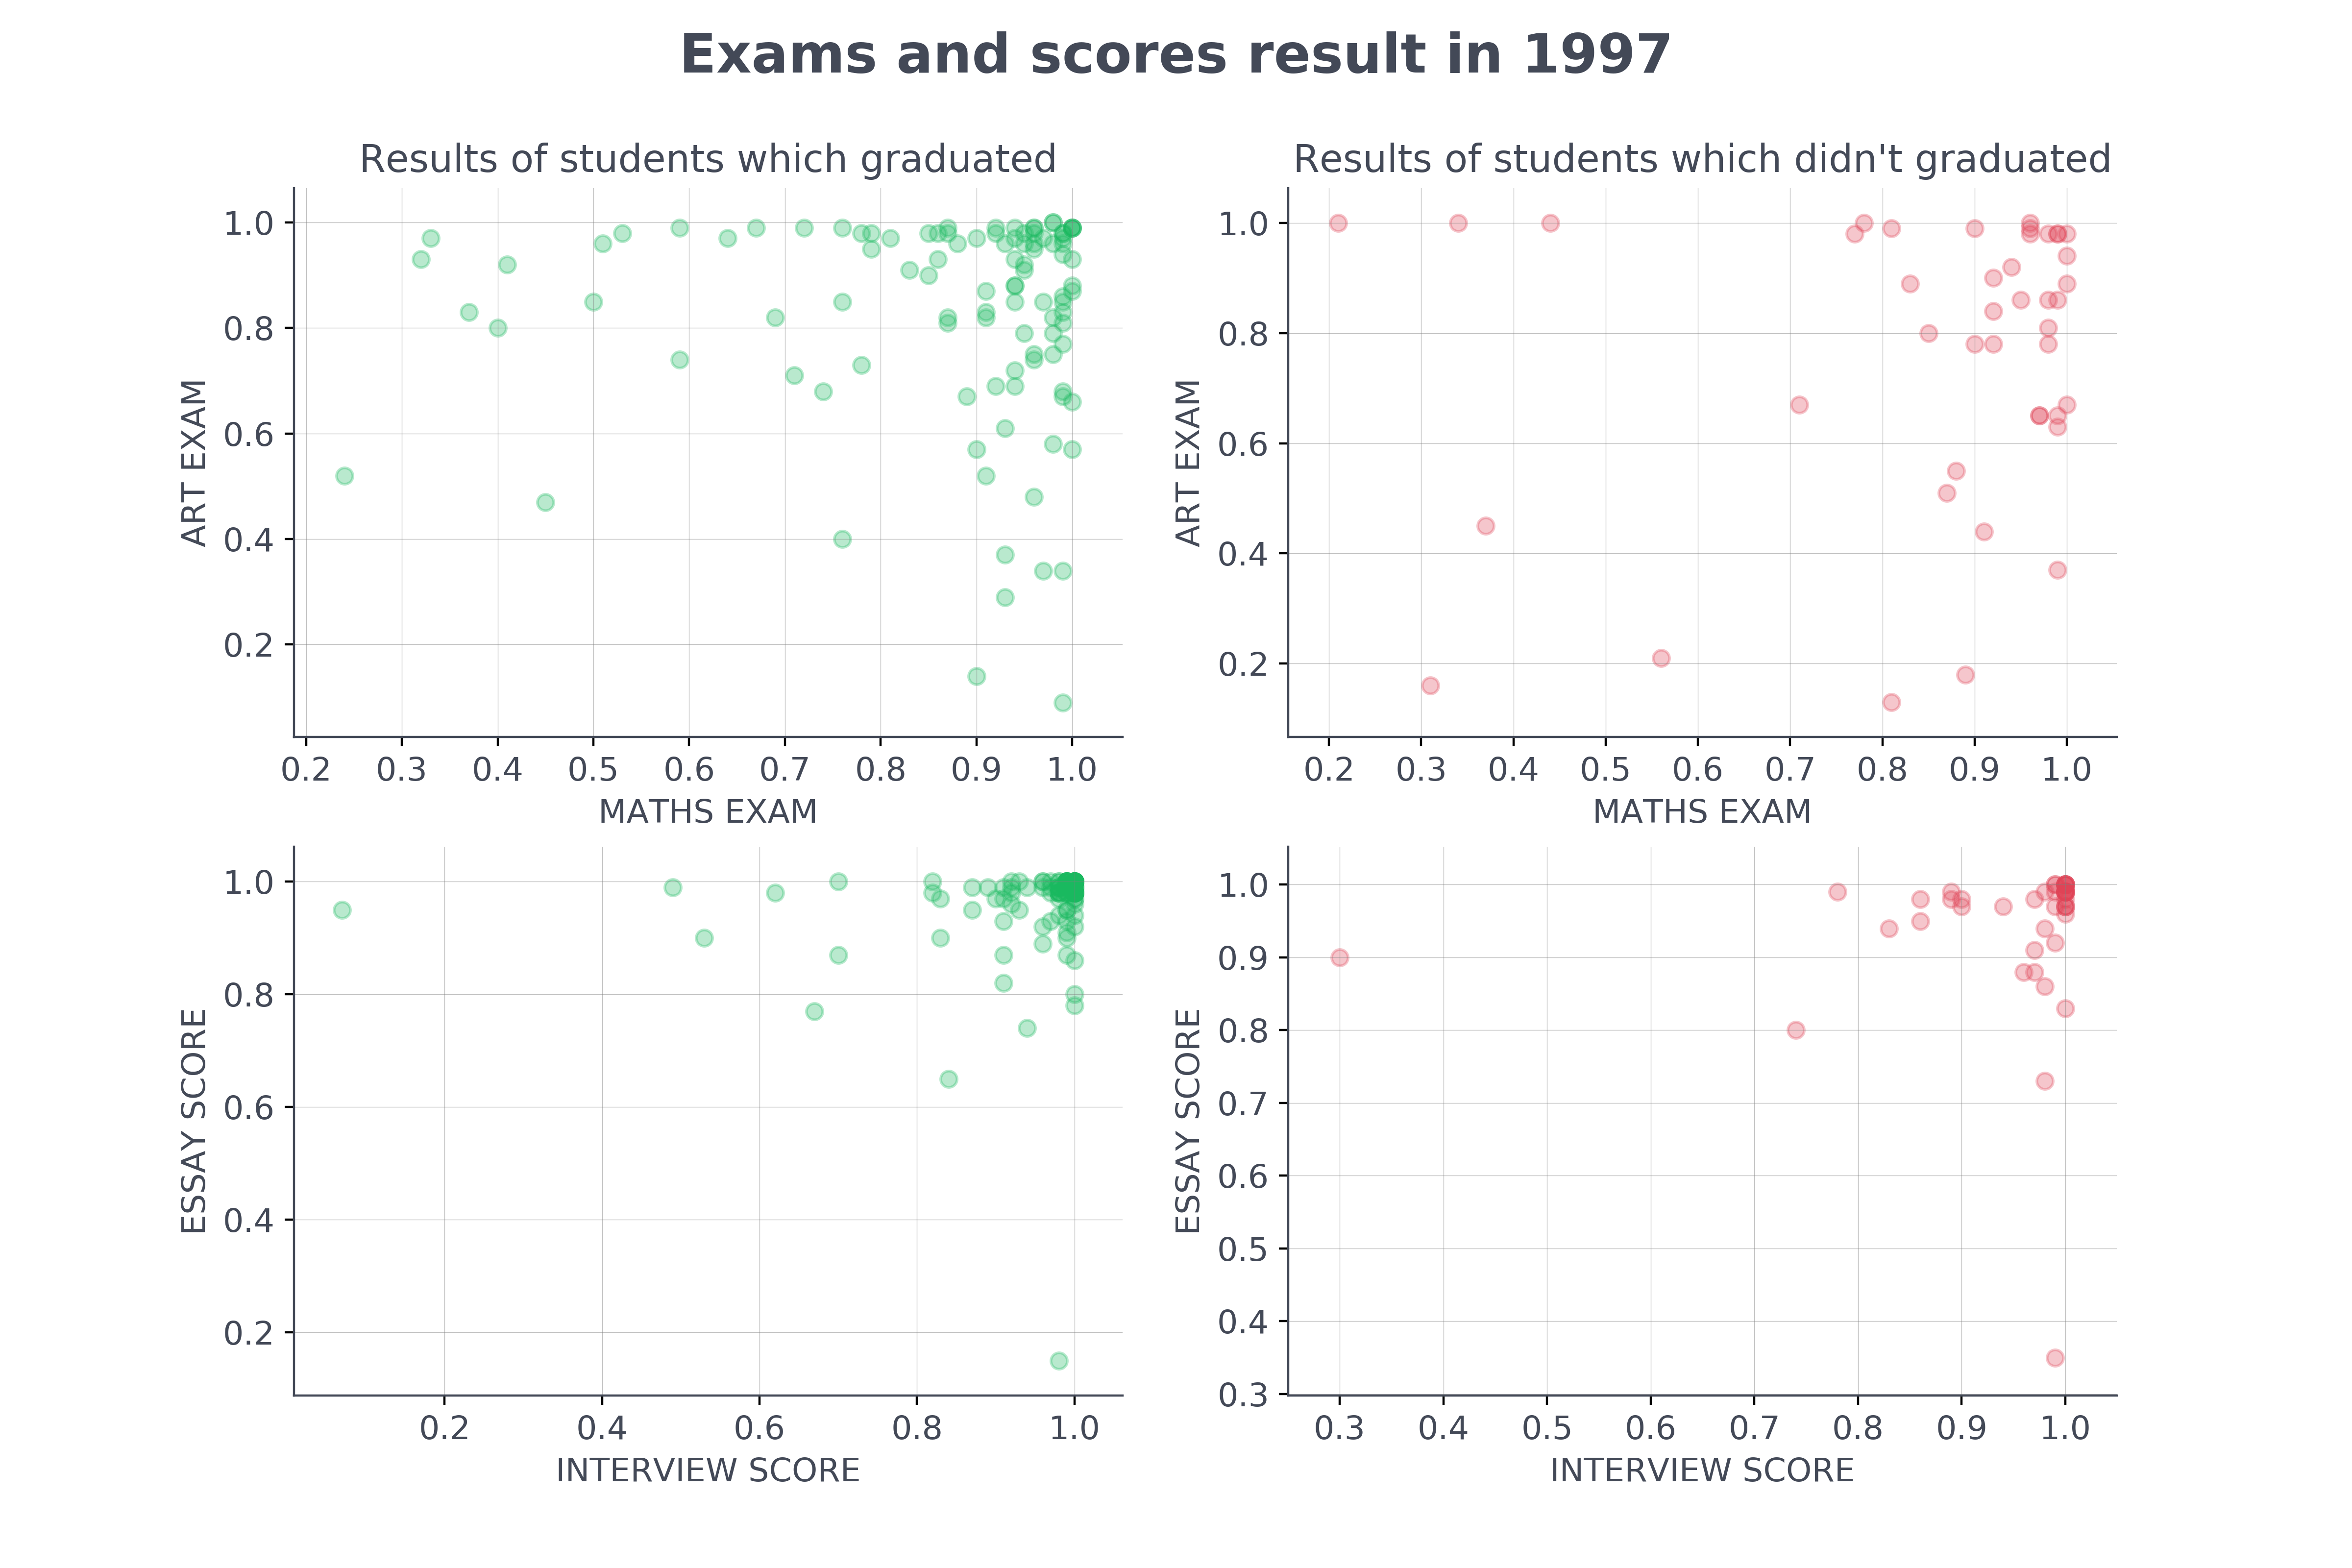 Exams and scores result in 1997
Results of students which graduated
1.0
0.8
0.6
0.4
0.2
ART EXAM
0.2 0.3 0.4 0.5 0.6 0.7 0.8 0.9 1.0
MATHS EXAM
Results of students which didn't graduated
1.0
0.8
0.6
0.4
0.2
ART EXAM
0.2 0.3 0.4 0.5 0.6 0.7 0.8 0.9 1.0
MATHS EXAM
1.0
0.8
0.6
0.4
0.2
ESSAY SCORE
0.2 0.4 0.6 0.8 1.0
INTERVIEW SCORE
1.0
0.9
0.8
0.7
0.6
0.5
0.4
0.3
ESSAY SCORE
0.3 0.4 0.5 0.6 0.7 0.8 0.9 1.0
INTERVIEW SCORE